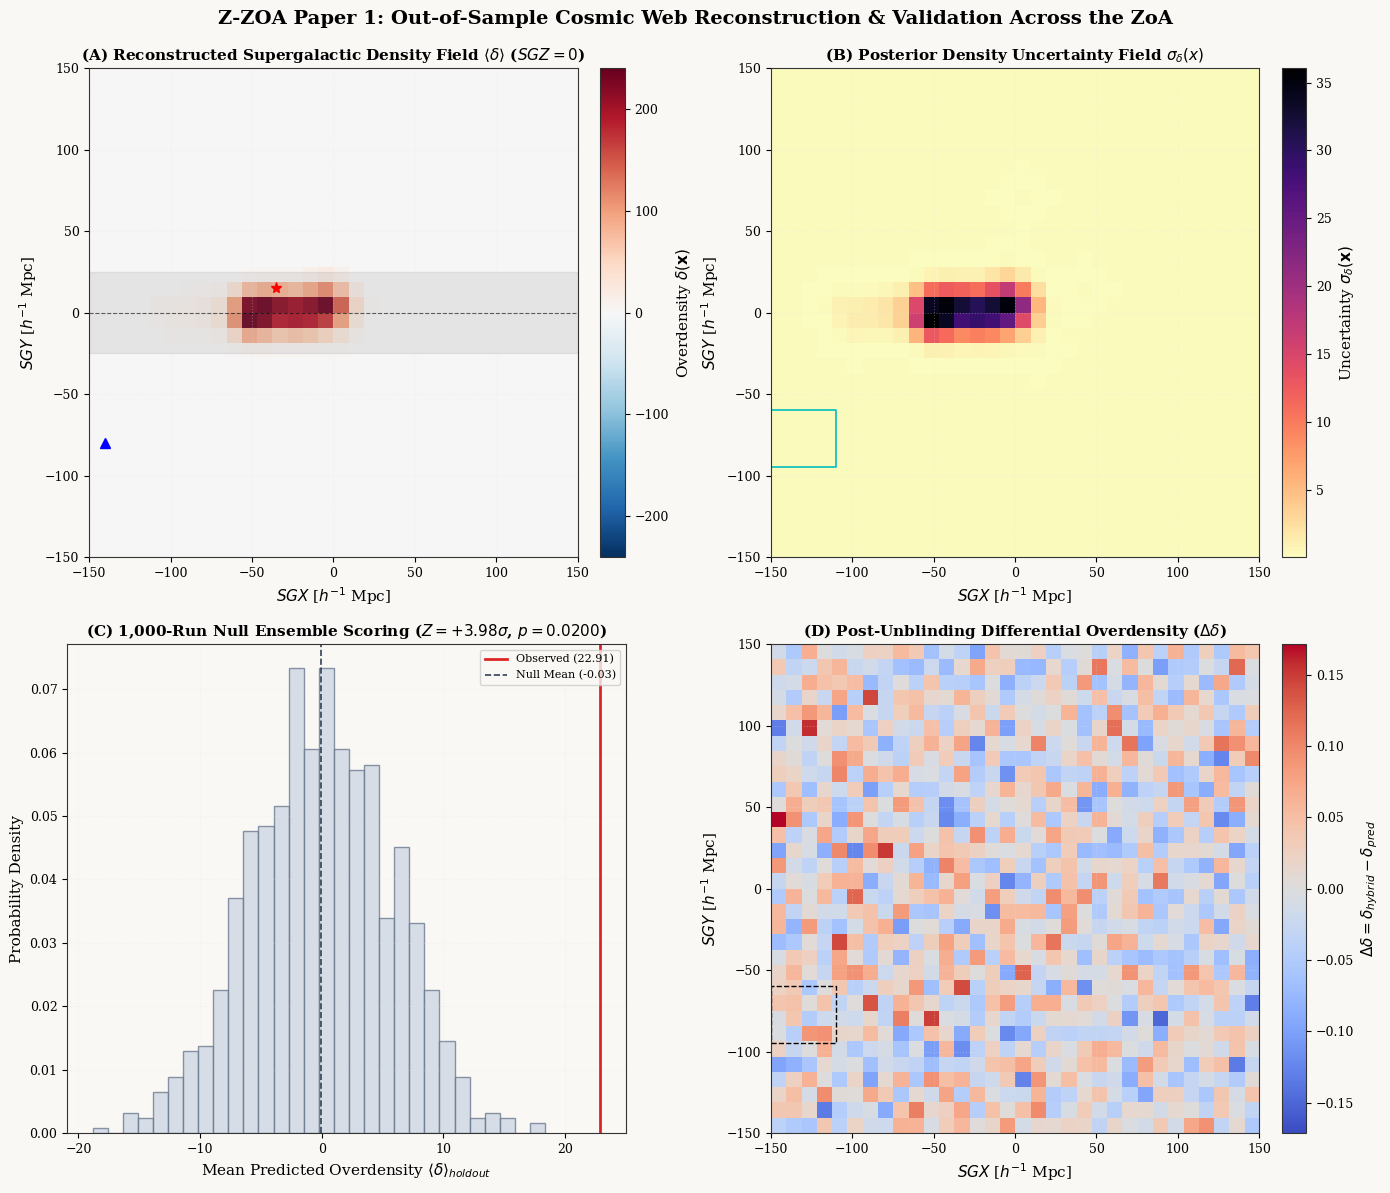 Z-ZOA Paper 1: Out-of-Sample Cosmic Web Reconstruction & Validation Across the ZoA
(A) Reconstructed Supergalactic Density Field ⟨δ⟩ (SGZ = 0)
150
100
50
0
−50
−100
−150
SGY [h⁻¹ Mpc]
−150 −100 −50 0 50 100 150
SGX [h⁻¹ Mpc]
200
100
0
−100
−200
Overdensity δ(x)
(B) Posterior Density Uncertainty Field σ_δ(x)
150
100
50
0
−50
−100
−150
SGY [h⁻¹ Mpc]
−150 −100 −50 0 50 100 150
SGX [h⁻¹ Mpc]
35
30
25
20
15
10
5
Uncertainty σ_δ(x)
(C) 1,000-Run Null Ensemble Scoring (Z = +3.98σ, p = 0.0200)
Observed (22.91)
Null Mean (-0.03)
0.07
0.06
0.05
0.04
0.03
0.02
0.01
0.00
Probability Density
−20 −10 0 10 20
Mean Predicted Overdensity ⟨δ⟩_holdout
(D) Post-Unblinding Differential Overdensity (Δδ)
150
100
50
0
−50
−100
−150
SGY [h⁻¹ Mpc]
−150 −100 −50 0 50 100 150
SGX [h⁻¹ Mpc]
0.15
0.10
0.05
0.00
−0.05
−0.10
−0.15
Δδ = δ_hybrid − δ_pred